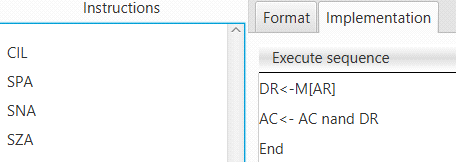 Instructions
CIL
SPA
SNA
SZA
Format
Implementation
Execute sequence
DR<-M[AR]
AC<- AC nand DR
End